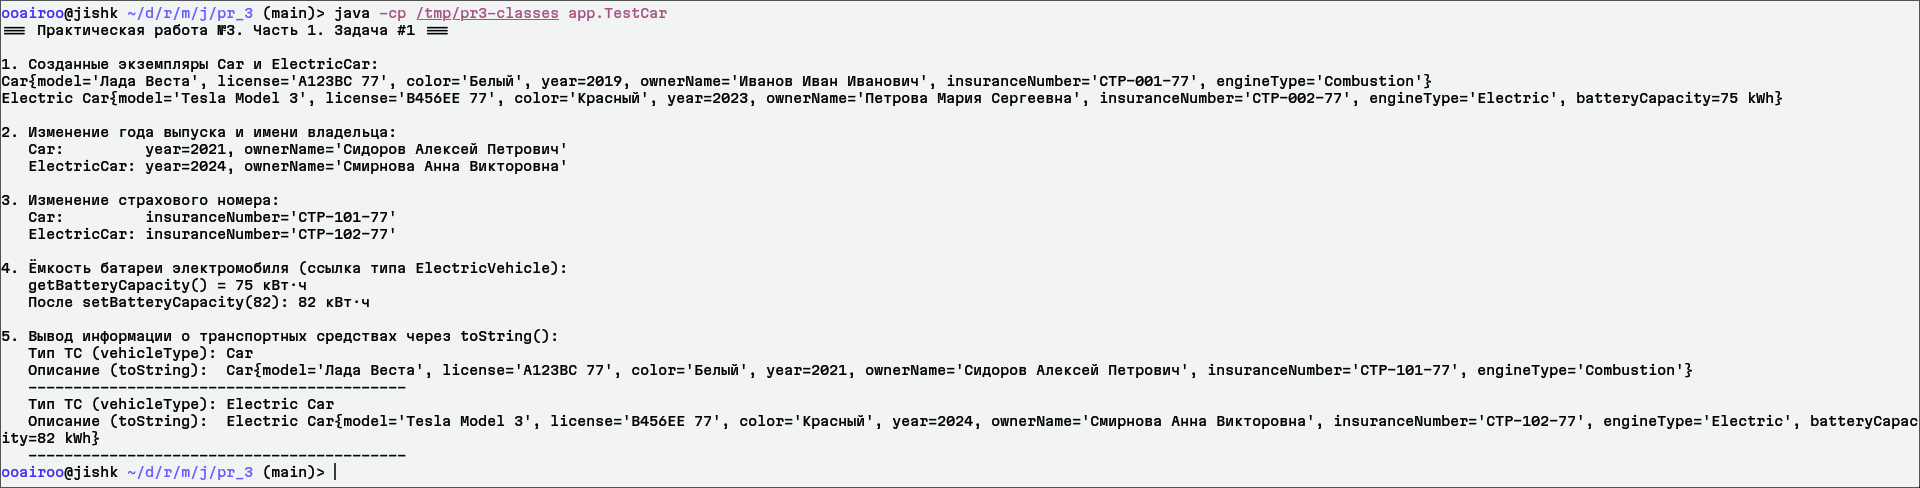 ooairoo@jishk ~/d/r/m/j/pr_3 (main)> java -cp /tmp/pr3-classes app.TestCar
=== Практическая работа №3. Часть 1. Задача #1 ===
1. Созданные экземпляры Car и ElectricCar:
Car{model='Лада Веста', license='А123ВС 77', color='Белый', year=2019, ownerName='Иванов Иван Иванович', insuranceNumber='СТР-001-77', engineType='Combustion'}
Electric Car{model='Tesla Model 3', license='В456ЕЕ 77', color='Красный', year=2023, ownerName='Петрова Мария Сергеевна', insuranceNumber='СТР-002-77', engineType='Electric', batteryCapacity=75 kWh}
2. Изменение года выпуска и имени владельца:
   Car:         year=2021, ownerName='Сидоров Алексей Петрович'
   ElectricCar: year=2024, ownerName='Смирнова Анна Викторовна'
3. Изменение страхового номера:
   Car:         insuranceNumber='СТР-101-77'
   ElectricCar: insuranceNumber='СТР-102-77'
4. Ёмкость батареи электромобиля (ссылка типа ElectricVehicle):
   getBatteryCapacity() = 75 кВт·ч
   После setBatteryCapacity(82): 82 кВт·ч
5. Вывод информации о транспортных средствах через toString():
   Тип ТС (vehicleType): Car
   Описание (toString):  Car{model='Лада Веста', license='А123ВС 77', color='Белый', year=2021, ownerName='Сидоров Алексей Петрович', insuranceNumber='СТР-101-77', engineType='Combustion'}
   ------------------------------------------
   Тип ТС (vehicleType): Electric Car
   Описание (toString):  Electric Car{model='Tesla Model 3', license='В456ЕЕ 77', color='Красный', year=2024, ownerName='Смирнова Анна Викторовна', insuranceNumber='СТР-102-77', engineType='Electric', batteryCapac
ity=82 kWh}
   ------------------------------------------
ooairoo@jishk ~/d/r/m/j/pr_3 (main)>